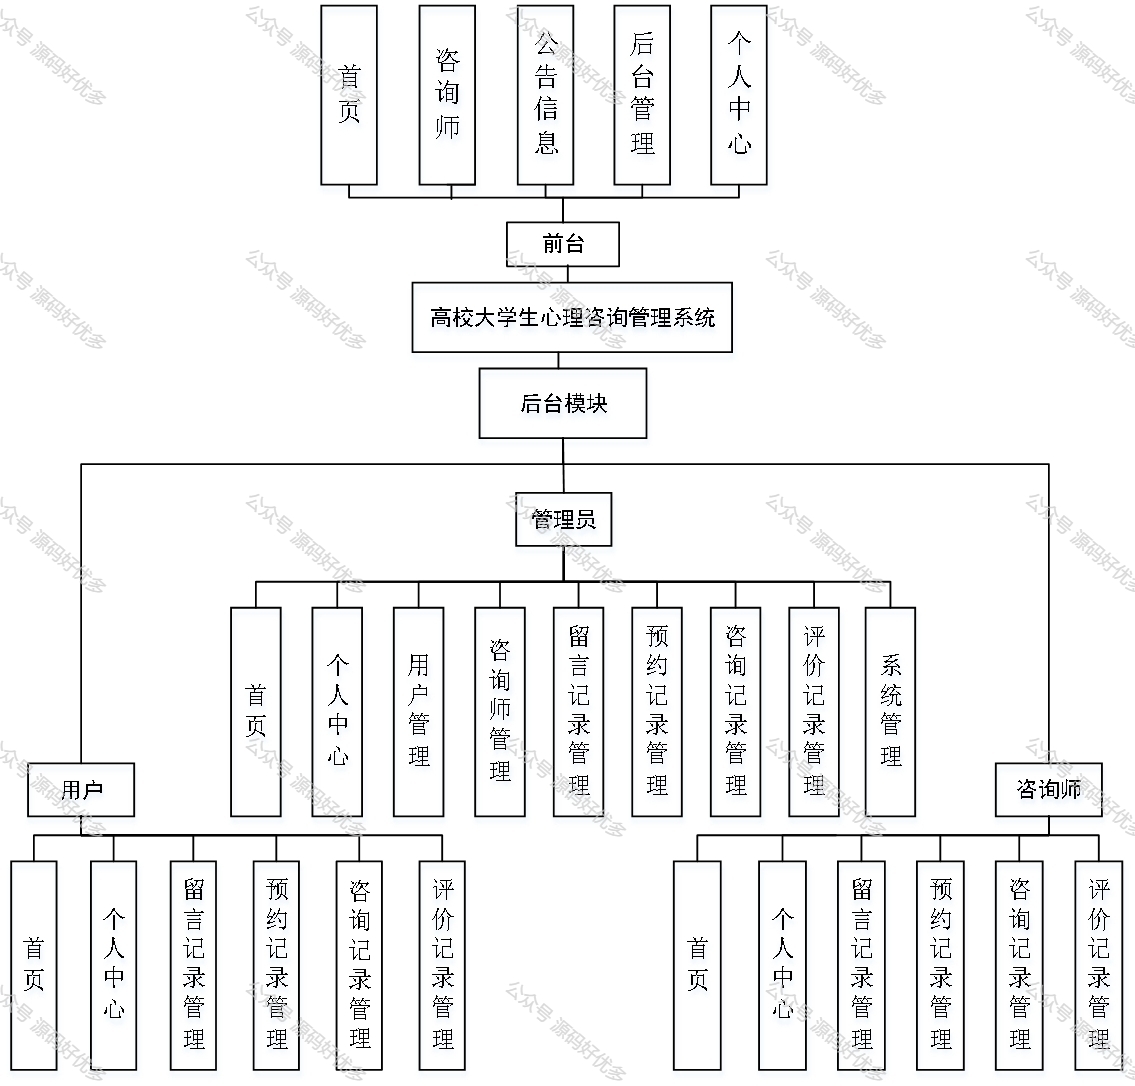 首页
咨询师
公告信息
后台管理
个人中心
前台
高校大学生心理咨询管理系统
后台模块
管理员
首页
个人中心
用户管理
咨询师管理
留言记录管理
预约记录管理
咨询记录管理
评价记录管理
系统管理
用户
咨询师
首页
个人中心
留言记录管理
预约记录管理
咨询记录管理
评价记录管理
首页
个人中心
留言记录管理
预约记录管理
咨询记录管理
评价记录管理
公众号 源码好优多